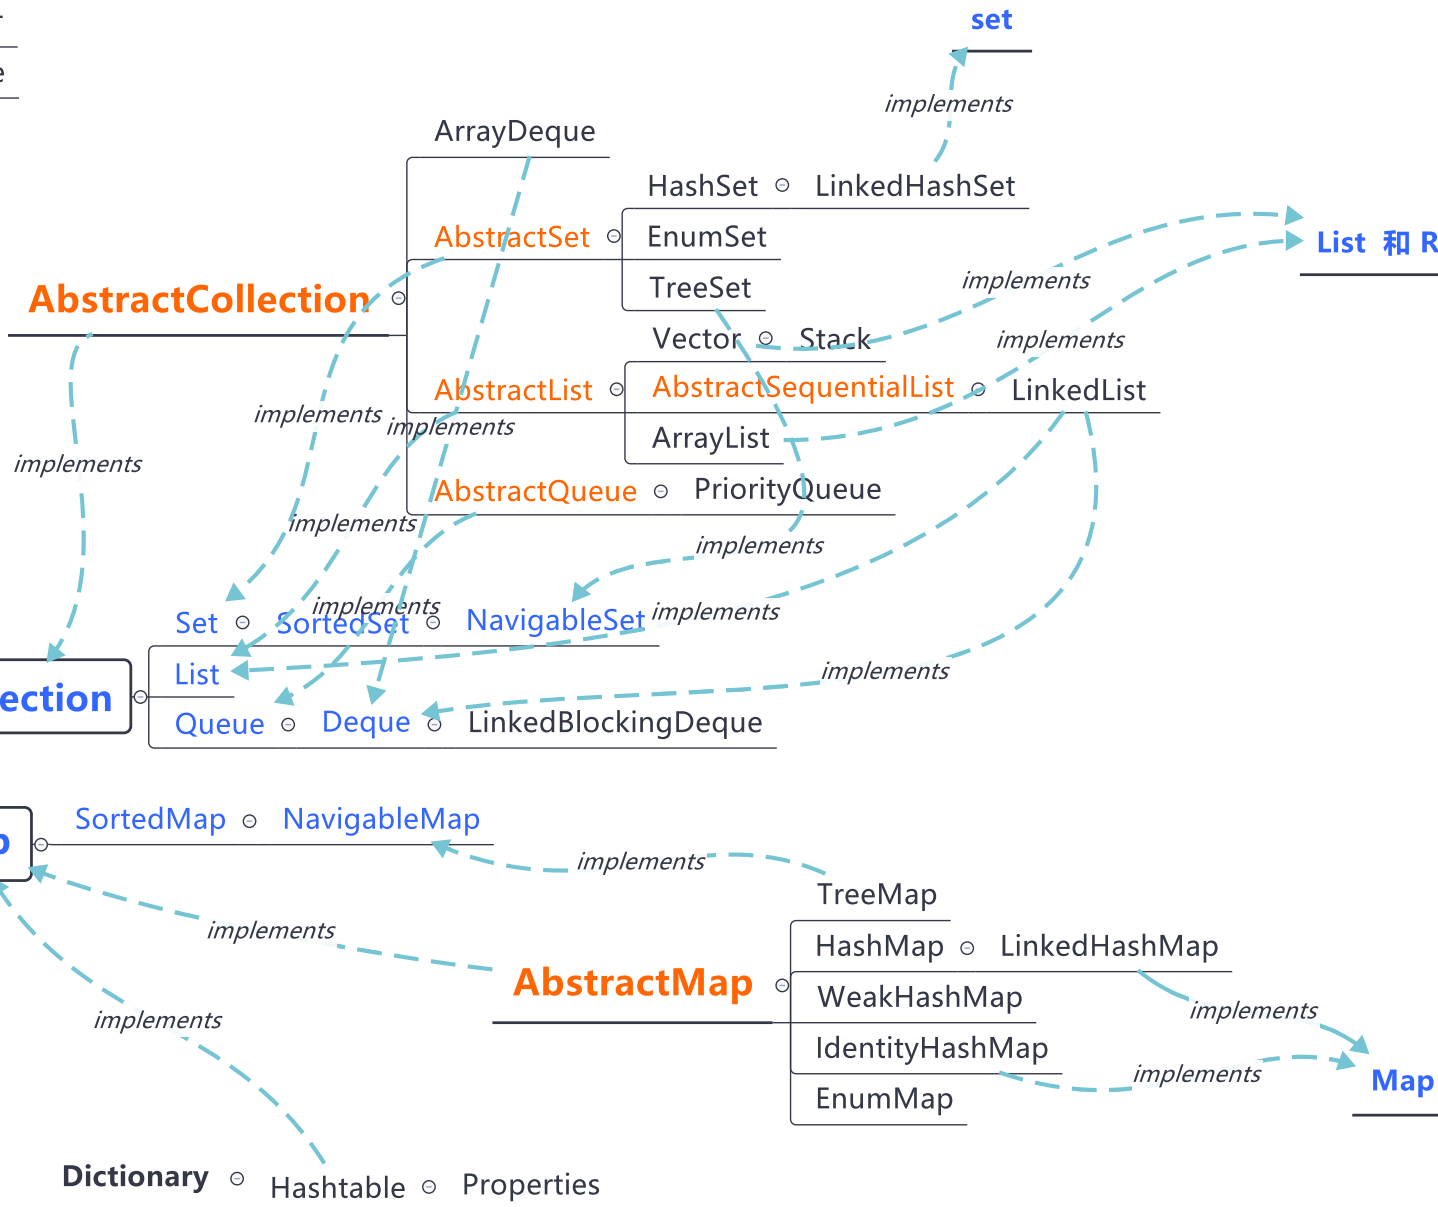 set
implements
ArrayDeque
HashSet
LinkedHashSet
AbstractSet
EnumSet
List 和 R
TreeSet
implements
AbstractCollection
Vector
Stack
implements
AbstractList
AbstractSequentialList
LinkedList
implements
implements
ArrayList
implements
AbstractQueue
PriorityQueue
implements
implements
implements
implements
Set
SortedSet
NavigableSet
List
implements
ection
Queue
Deque
LinkedBlockingDeque
SortedMap
NavigableMap
p
implements
TreeMap
implements
HashMap
LinkedHashMap
AbstractMap
WeakHashMap
implements
implements
IdentityHashMap
implements
Map
EnumMap
Dictionary
Hashtable
Properties